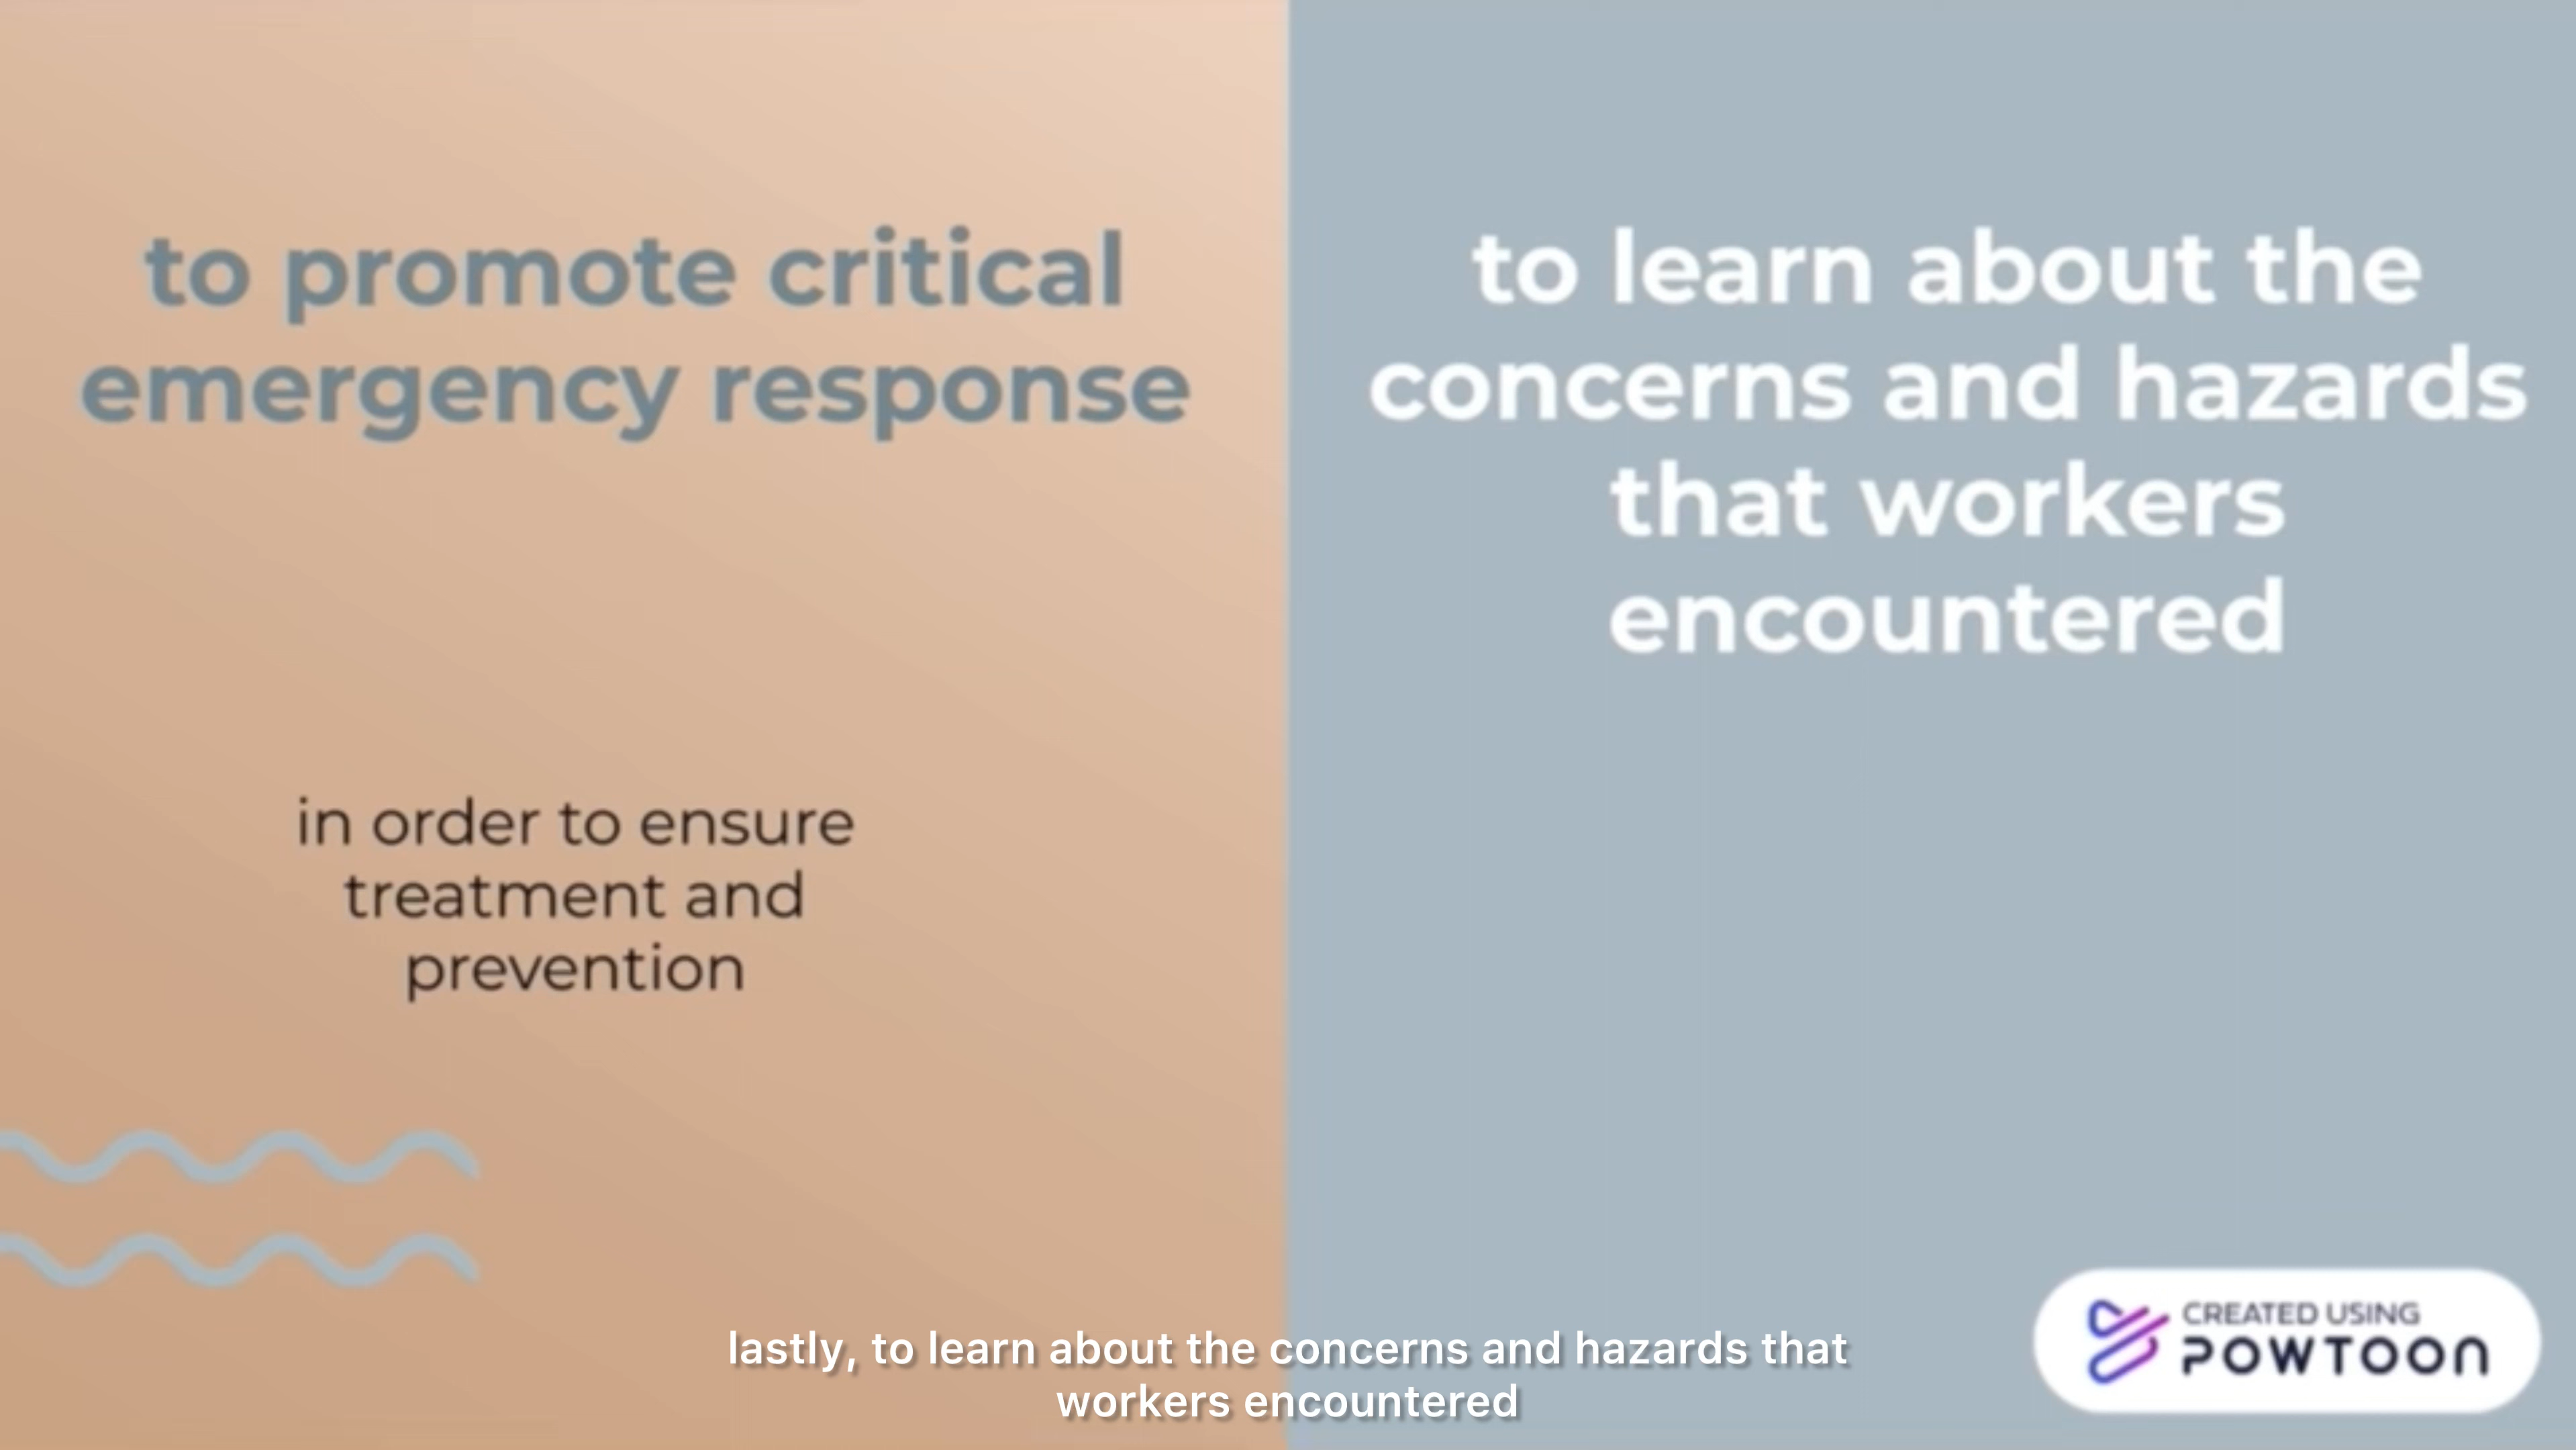 to promote critical
emergency response
in order to ensure
treatment and
prevention
to learn about the
concerns and hazards
that workers
encountered
lastly, to learn about the concerns and hazards that
workers encountered
CREATED USING
POWTOON